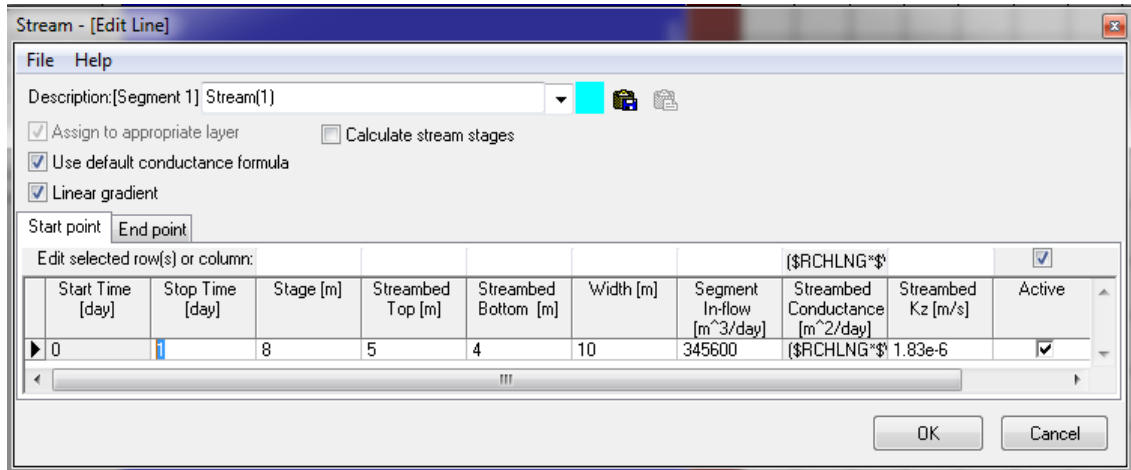 Stream - [Edit Line]
File Help
Description:[Segment 1] Stream(1)
Assign to appropriate layer Calculate stream stages
Use default conductance formula
Linear gradient
Start point End point
Edit selected row(s) or column: ($RCHLNG*$
Start Time [day] Stop Time [day] Stage [m] Streambed Top [m] Streambed Bottom [m] Width [m] Segment In-flow [m^3/day] Streambed Conductance [m^2/day] Streambed Kz [m/s] Active
0 1 8 5 4 10 345600 ($RCHLNG*$ 1.83e-6
OK Cancel